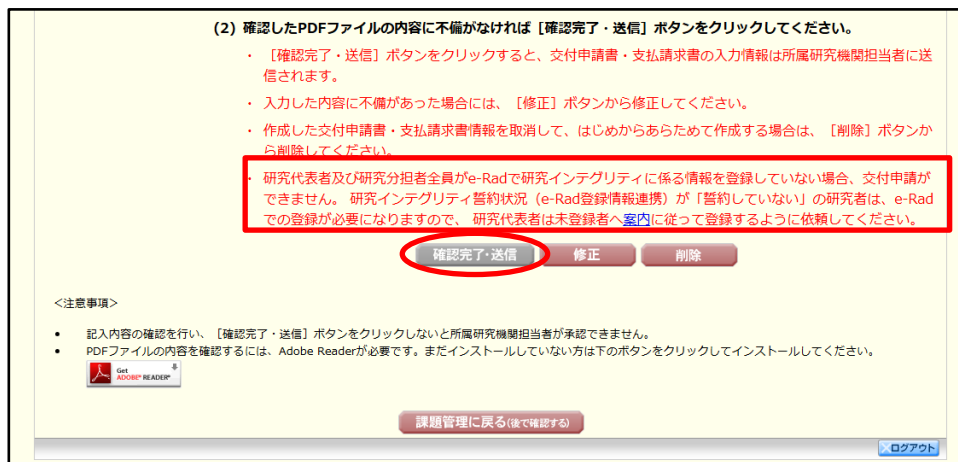 (2) 確認したPDFファイルの内容に不備がなければ［確認完了・送信］ボタンをクリックしてください。
・ ［確認完了・送信］ボタンをクリックすると、交付申請書・支払請求書の入力情報は所属研究機関担当者に送
信されます。
・ 入力した内容に不備があった場合には、［修正］ボタンから修正してください。
・ 作成した交付申請書・支払請求書情報を取消して、はじめからあらためて作成する場合は、［削除］ボタンか
ら削除してください。
・ 研究代表者及び研究分担者全員がe-Radで研究インテグリティに係る情報を登録していない場合、交付申請が
できません。 研究インテグリティ誓約状況（e-Rad登録情報連携）が「誓約していない」の研究者は、e-Rad
での登録が必要になりますので、 研究代表者は未登録者へ案内に従って登録するように依頼してください。
確認完了・送信 修正 削除
＜注意事項＞
• 記入内容の確認を行い、［確認完了・送信］ボタンをクリックしないと所属研究機関担当者が承認できません。
• PDFファイルの内容を確認するには、Adobe Readerが必要です。まだインストールしていない方は下のボタンをクリックしてインストールしてください。
Get
ADOBE® READER®
課題管理に戻る(後で確認する)
ログアウト